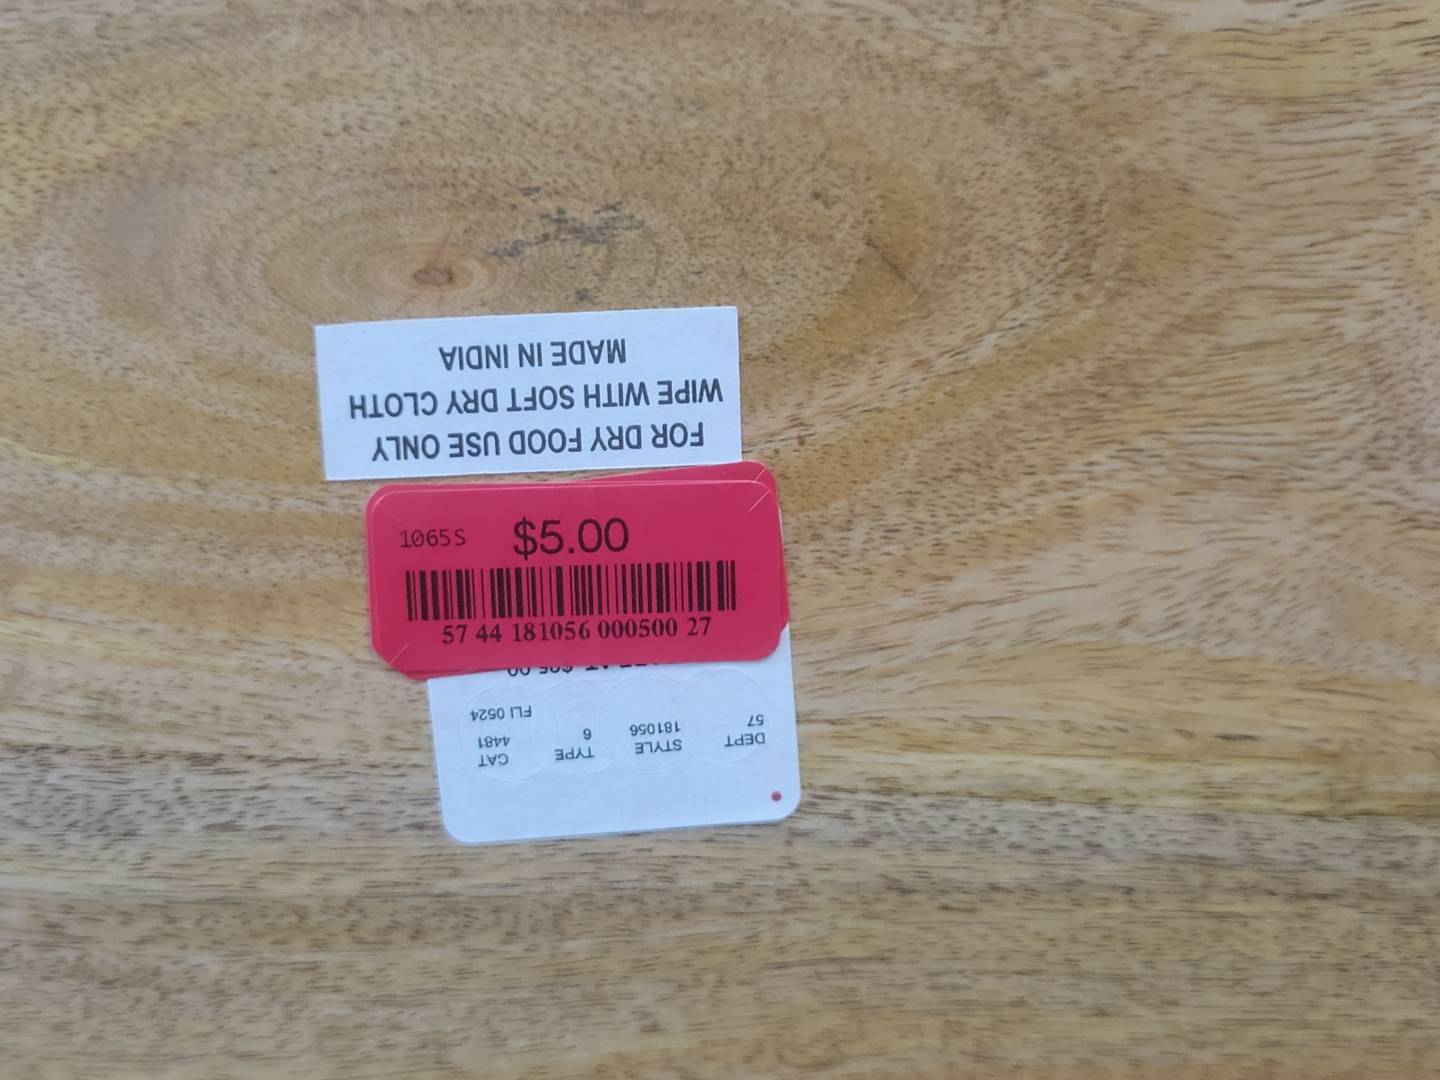 FOR DRY FOOD USE ONLY
WIPE WITH SOFT DRY CLOTH
MADE IN INDIA
1065S $5.00
57 44 181056 000500 27
DEPT STYLE TYPE CAT
57 181056 6 4481
FLI 0524